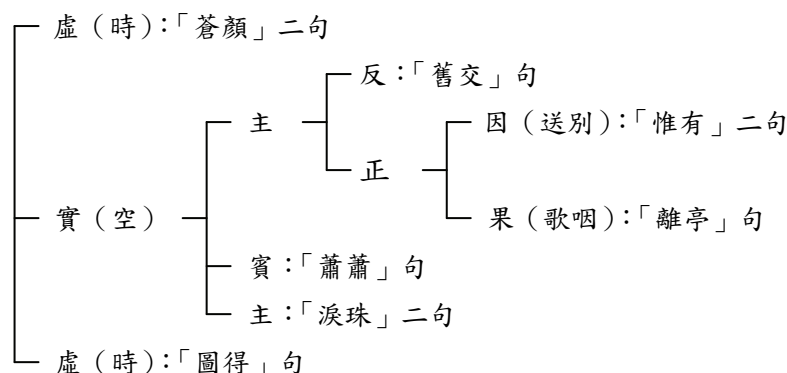 虛（時）：「蒼顏」二句
反：「舊交」句
主
因（送別）：「惟有」二句
正
實（空）
果（歌咽）：「離亭」句
賓：「蕭蕭」句
主：「淚珠」二句
虛（時）：「圖得」句